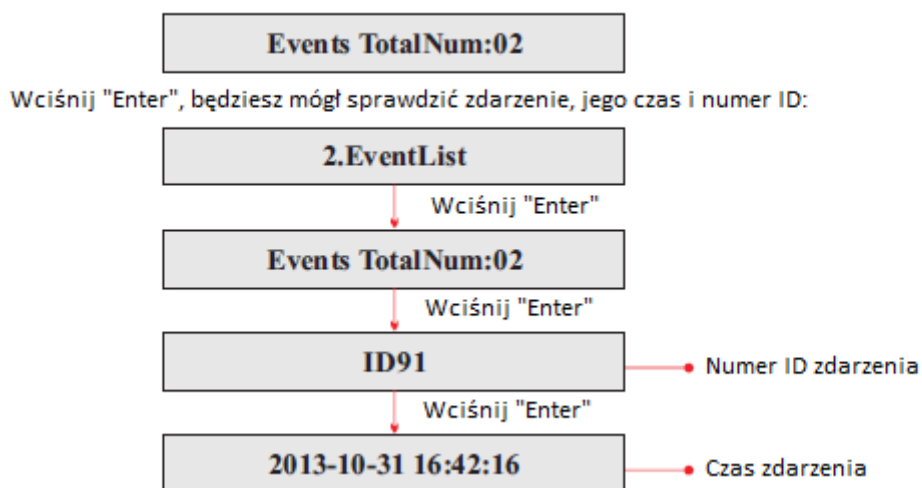 Events TotalNum:02
Wciśnij "Enter", będziesz mógł sprawdzić zdarzenie, jego czas i numer ID:
2.EventList
Wciśnij "Enter"
Events TotalNum:02
Wciśnij "Enter"
ID91
Numer ID zdarzenia
Wciśnij "Enter"
2013-10-31 16:42:16
Czas zdarzenia